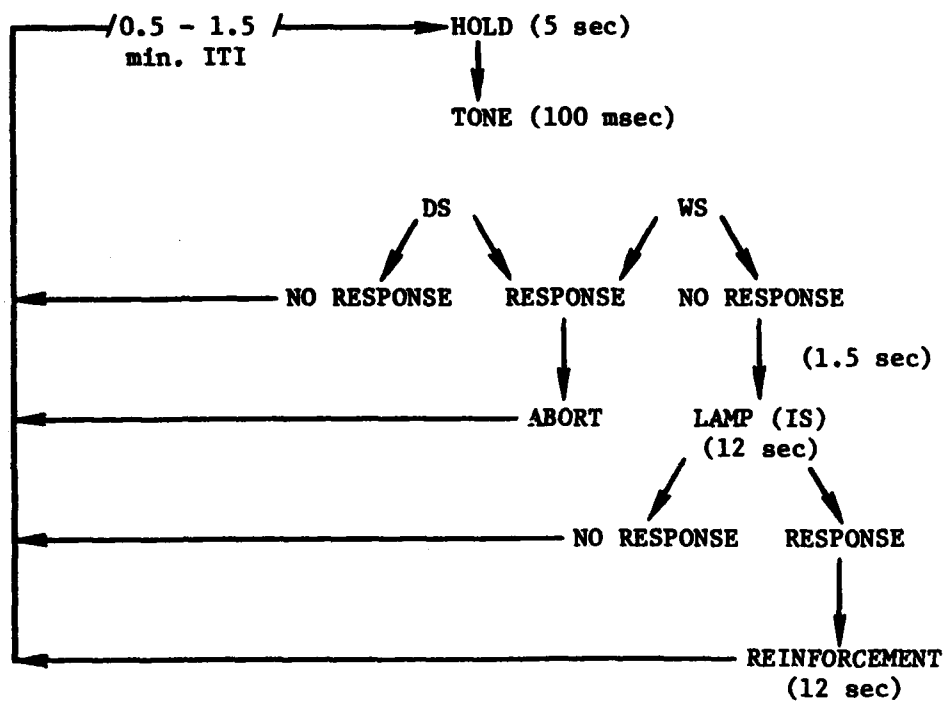 /0.5 - 1.5 /
min. ITI
HOLD (5 sec)
TONE (100 msec)
DS WS
NO RESPONSE RESPONSE NO RESPONSE
(1.5 sec)
ABORT LAMP (IS)
(12 sec)
NO RESPONSE RESPONSE
REINFORCEMENT
(12 sec)